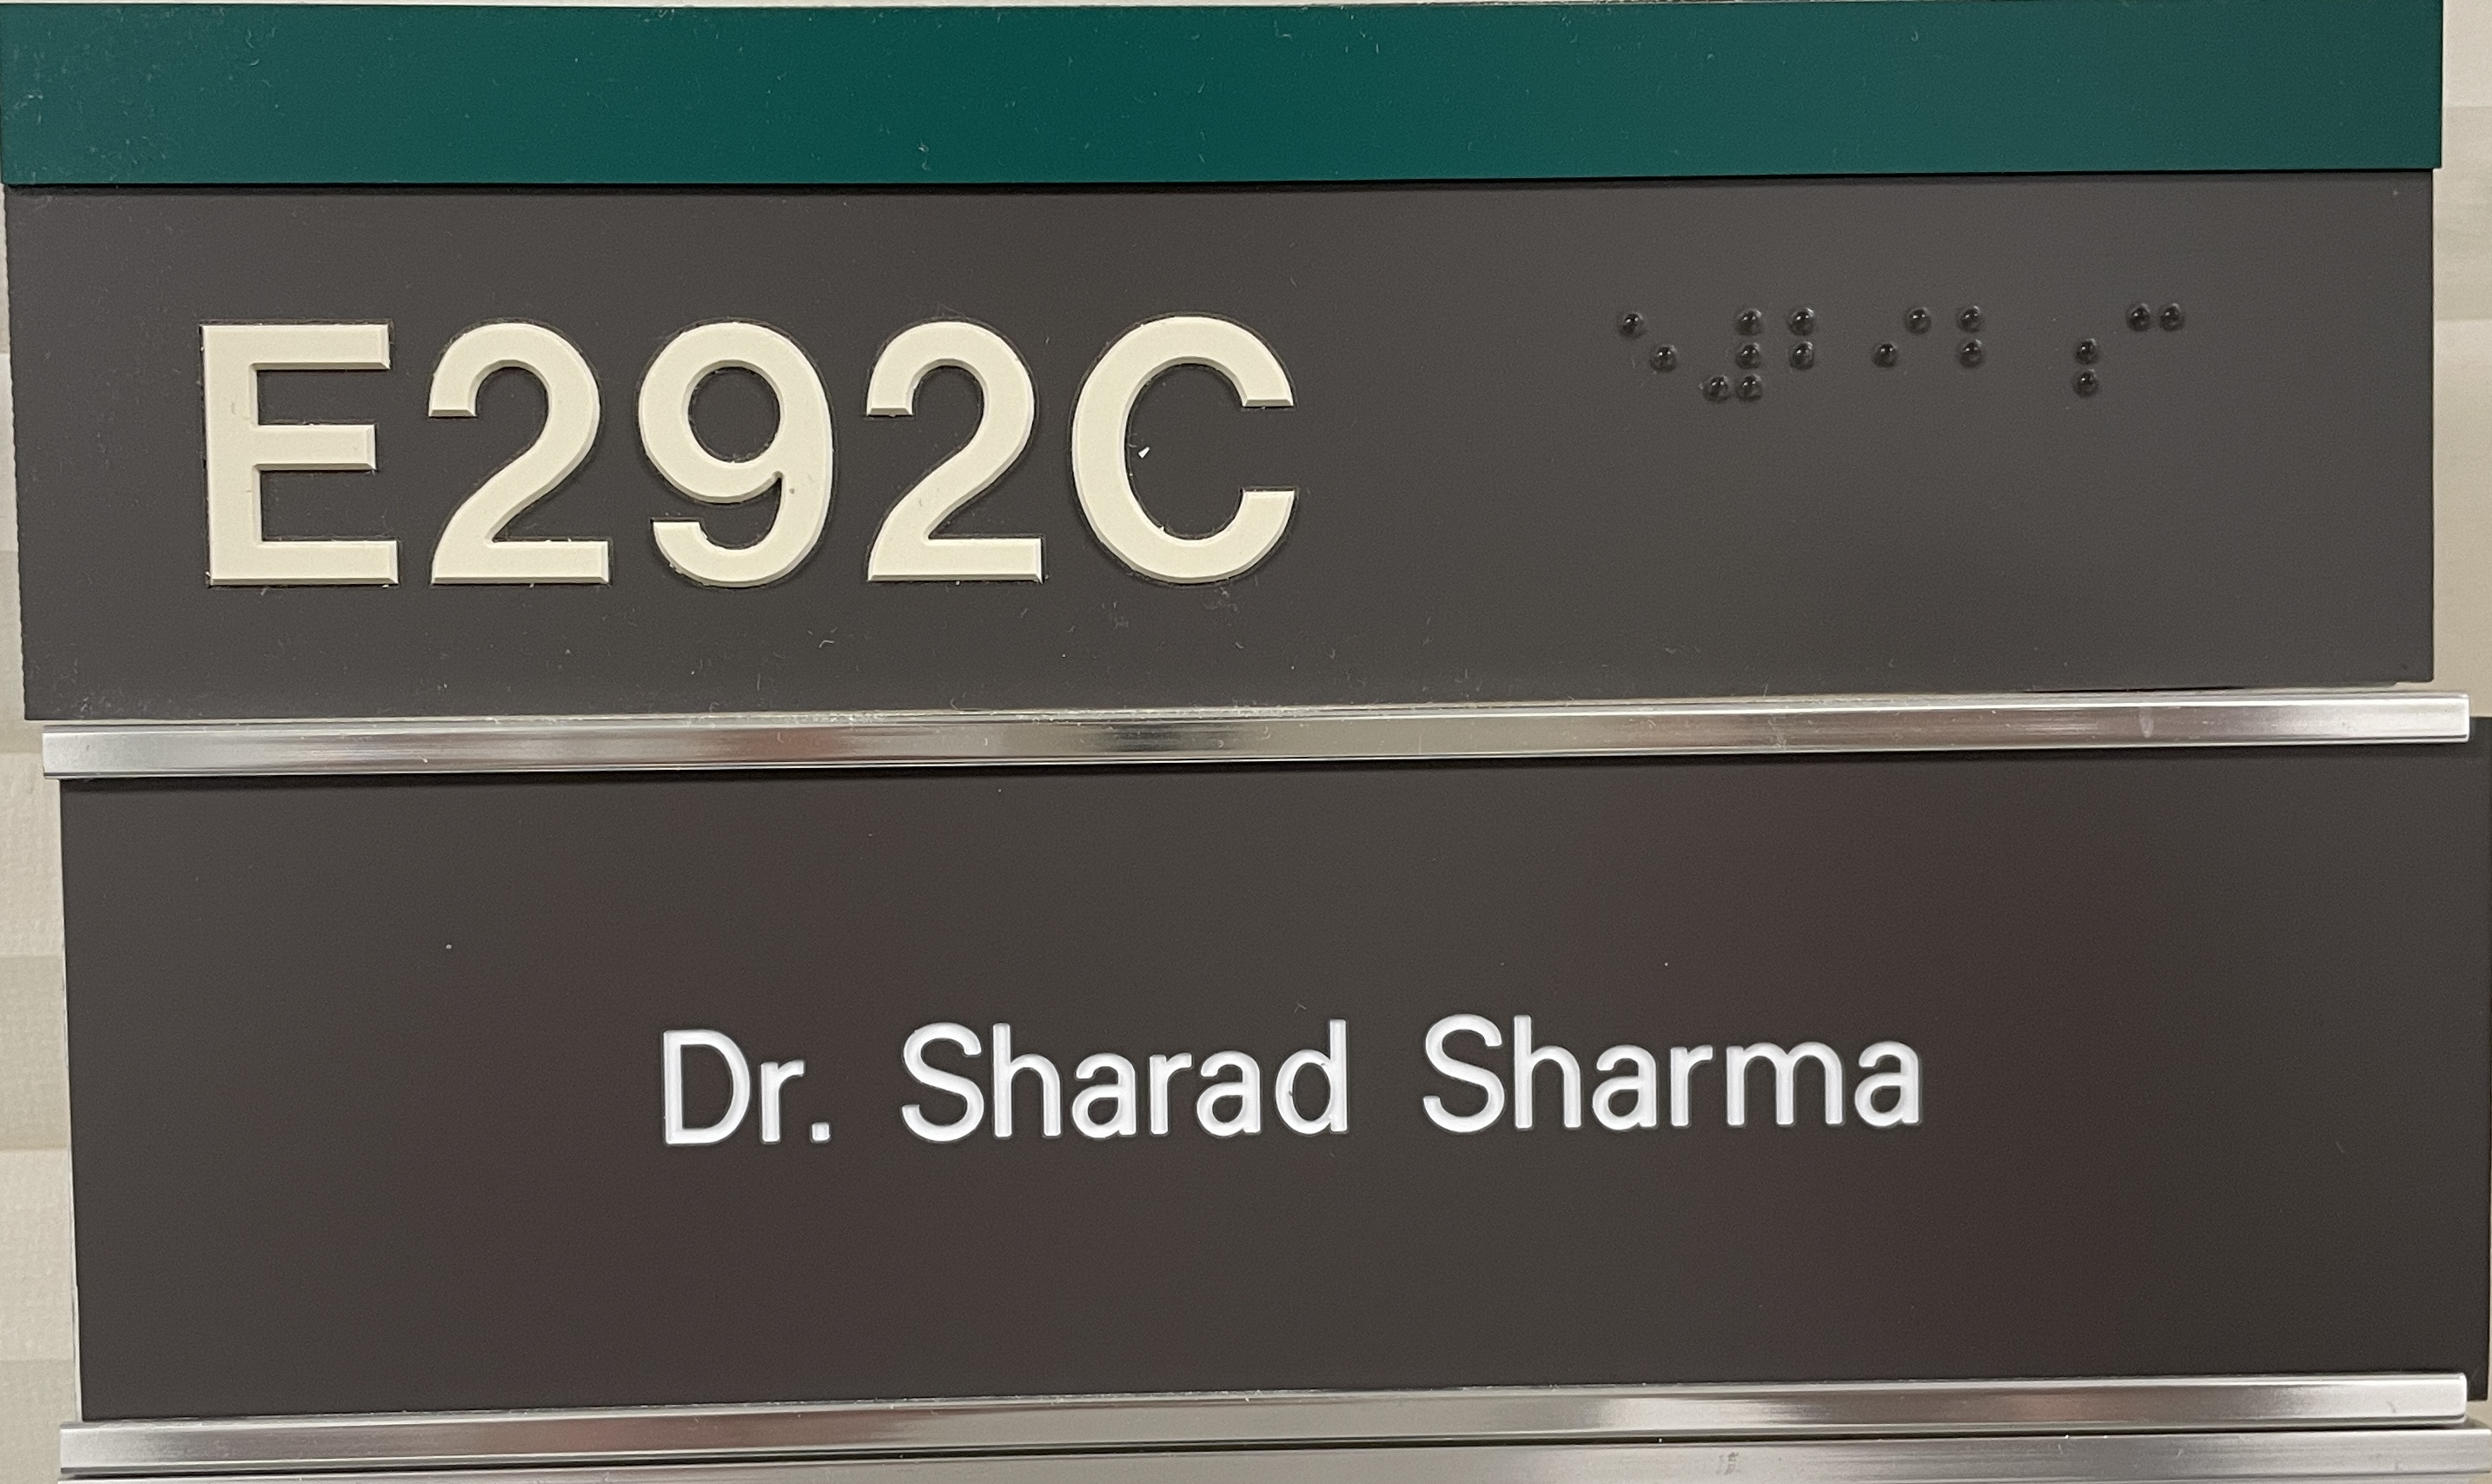 E292C ⠑⠼⠃⠊⠃⠰⠉
Dr. Sharad Sharma